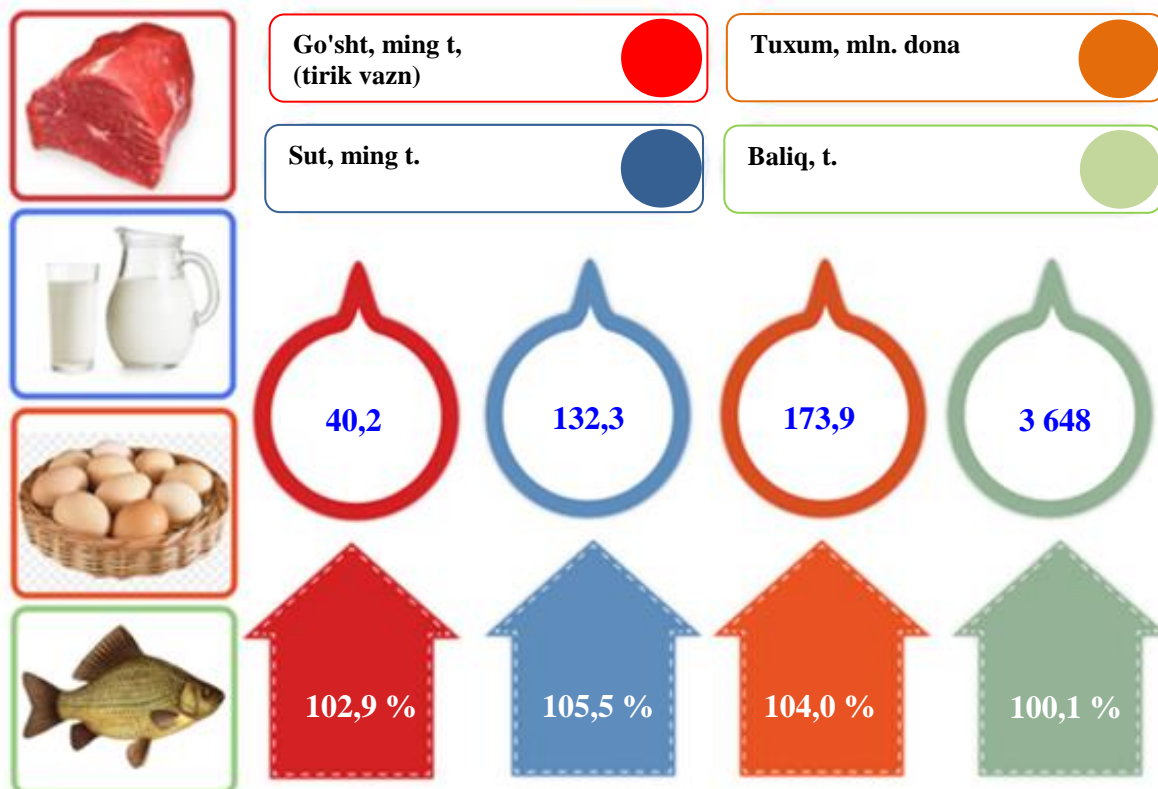 Go'sht, ming t,
(tirik vazn)
Tuxum, mln. dona
Sut, ming t.
Baliq, t.
40,2
132,3
173,9
3 648
102,9 %
105,5 %
104,0 %
100,1 %